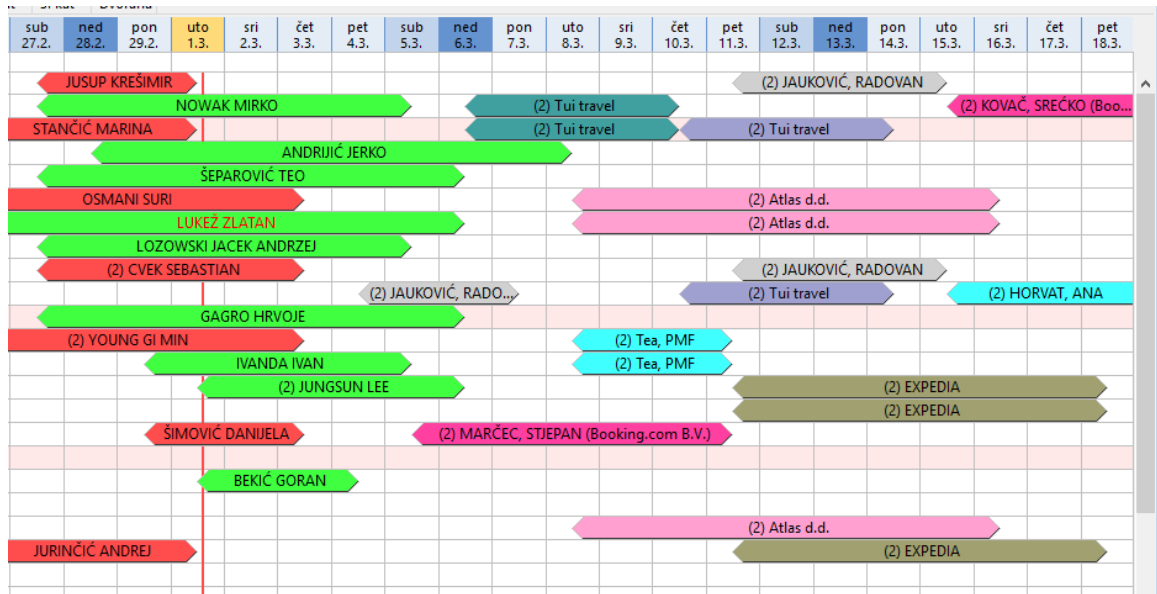 sub ned pon uto sri čet pet sub ned pon uto sri čet pet sub ned pon uto sri čet pet
27.2. 28.2. 29.2. 1.3. 2.3. 3.3. 4.3. 5.3. 6.3. 7.3. 8.3. 9.3. 10.3. 11.3. 12.3. 13.3. 14.3. 15.3. 16.3. 17.3. 18.3.
JUSUP KREŠIMIR (2) JAUKOVIĆ, RADOVAN
NOWAK MIRKO (2) Tui travel (2) KOVAČ, SREĆKO (Boo...
STANČIĆ MARINA (2) Tui travel (2) Tui travel
ANDRIJIĆ JERKO
ŠEPAROVIĆ TEO
OSMANI SURI (2) Atlas d.d.
LUKEŽ ZLATAN (2) Atlas d.d.
LOZOWSKI JACEK ANDRZEJ
(2) CVEK SEBASTIAN (2) JAUKOVIĆ, RADOVAN
(2) JAUKOVIĆ, RADO... (2) Tui travel (2) HORVAT, ANA
GAGRO HRVOJE
(2) YOUNG GI MIN (2) Tea, PMF
IVANDA IVAN (2) Tea, PMF
(2) JUNGSUN LEE (2) EXPEDIA
(2) EXPEDIA
ŠIMOVIĆ DANIJELA (2) MARČEC, STJEPAN (Booking.com B.V.)
BEKIĆ GORAN
(2) Atlas d.d.
JURINČIĆ ANDREJ (2) EXPEDIA